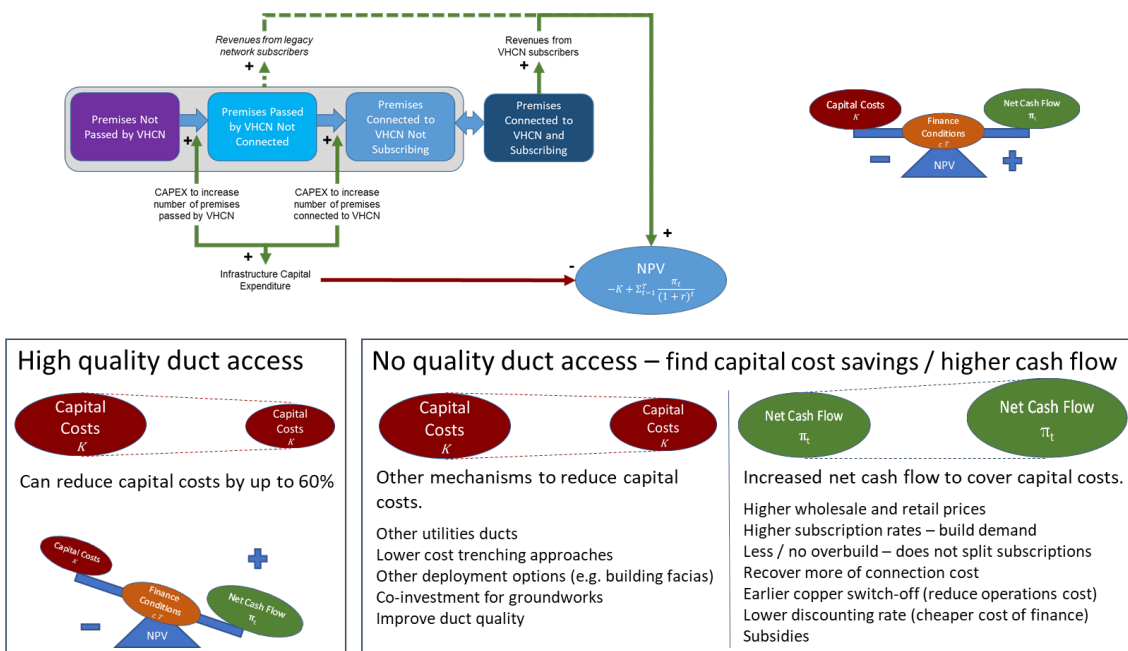 Revenues from legacy
network subscribers
+
Revenues from
VHCN subscribers
+
Premises Not
Passed by VHCN
+
Premises Passed
by VHCN Not
Connected
+
Premises
Connected to
VHCN Not
Subscribing
Premises
Connected to
VHCN and
Subscribing
CAPEX to increase
number of premises
passed by VHCN
CAPEX to increase
number of premises
connected to VHCN
+
Infrastructure Capital
Expenditure
-
+
NPV
−K + Σ_{t−1}^{T} π_t/(1 + r)^t
Capital Costs
K
Finance
Conditions
c T
Net Cash Flow
π_t
NPV
High quality duct access
Capital
Costs
K
Capital
Costs
K
Can reduce capital costs by up to 60%
Capital Costs
K
Finance
Conditions
c T
Net Cash Flow
π_t
NPV
No quality duct access – find capital cost savings / higher cash flow
Capital
Costs
K
Capital
Costs
K
Other mechanisms to reduce capital
costs.
Other utilities ducts
Lower cost trenching approaches
Other deployment options (e.g. building facias)
Co-investment for groundworks
Improve duct quality
Net Cash Flow
π_t
Net Cash Flow
π_t
Increased net cash flow to cover capital costs.
Higher wholesale and retail prices
Higher subscription rates – build demand
Less / no overbuild – does not split subscriptions
Recover more of connection cost
Earlier copper switch-off (reduce operations cost)
Lower discounting rate (cheaper cost of finance)
Subsidies